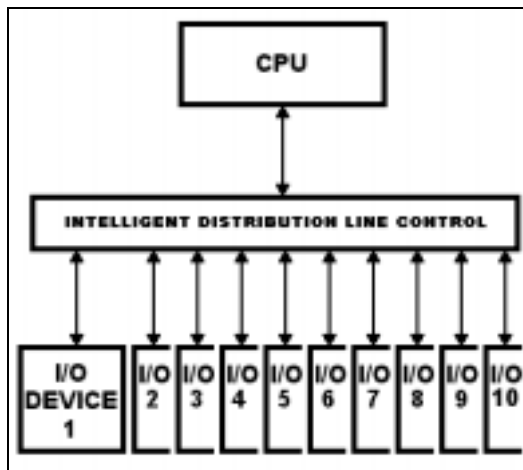 CPU
INTELLIGENT DISTRIBUTION LINE CONTROL
I/O
DEVICE
1
I/O
2
I/O
3
I/O
4
I/O
5
I/O
6
I/O
7
I/O
8
I/O
9
I/O
10